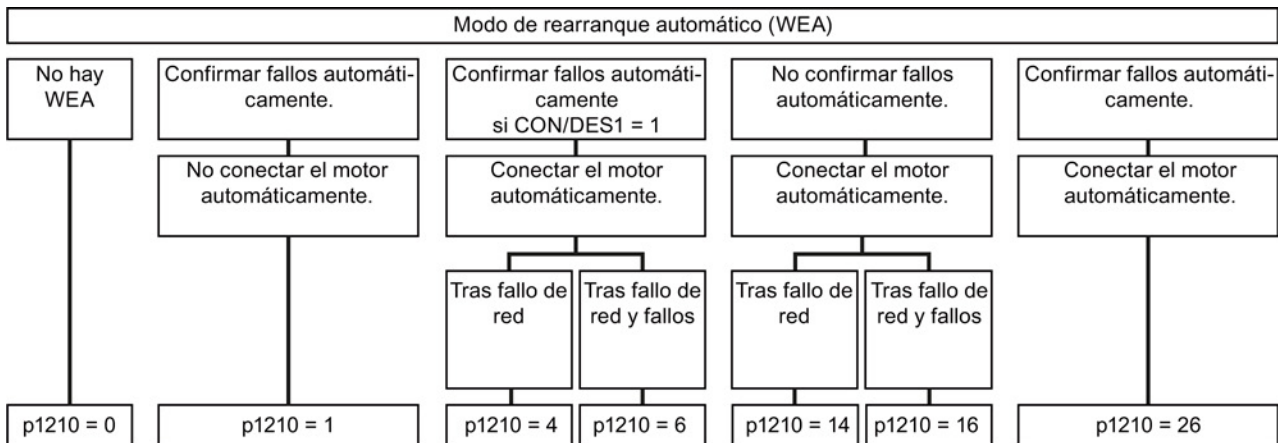 Modo de rearranque automático (WEA)
No hay
WEA
Confirmar fallos automáti-
camente.
Confirmar fallos automáti-
camente
si CON/DES1 = 1
No confirmar fallos
automáticamente.
Confirmar fallos automáti-
camente.
No conectar el motor
automáticamente.
Conectar el motor
automáticamente.
Conectar el motor
automáticamente.
Conectar el motor
automáticamente.
Tras fallo de
red
Tras fallo de
red y fallos
Tras fallo de
red
Tras fallo de
red y fallos
p1210 = 0
p1210 = 1
p1210 = 4
p1210 = 6
p1210 = 14
p1210 = 16
p1210 = 26